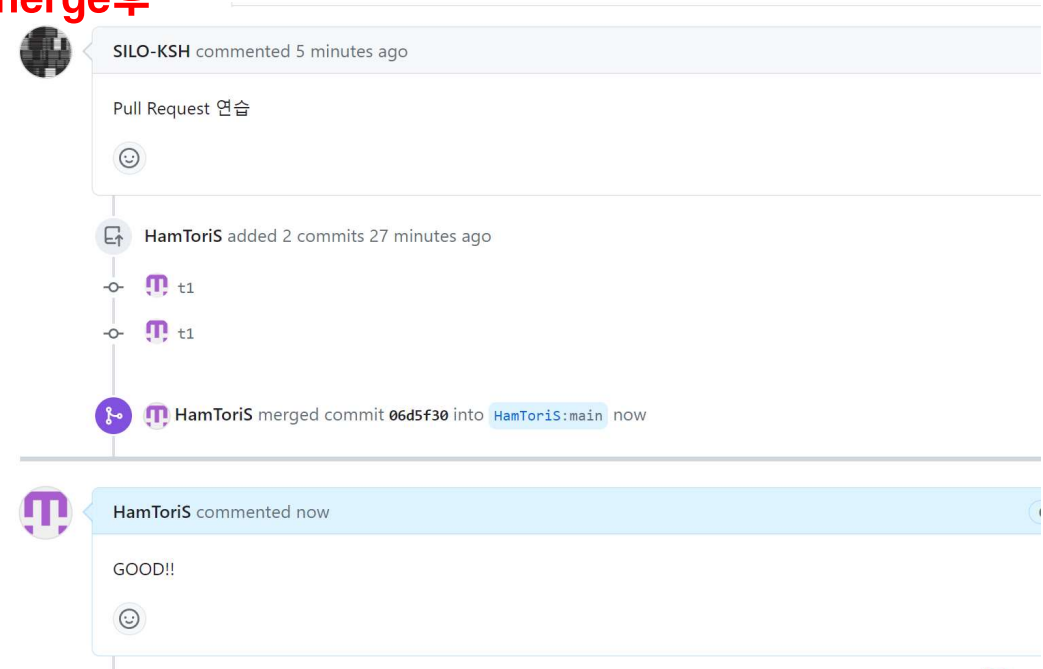 merge후
SILO-KSH commented 5 minutes ago
Pull Request 연습
HamToriS added 2 commits 27 minutes ago
t1
t1
HamToriS merged commit 06d5f30 into HamToriS:main now
HamToriS commented now
GOOD!!